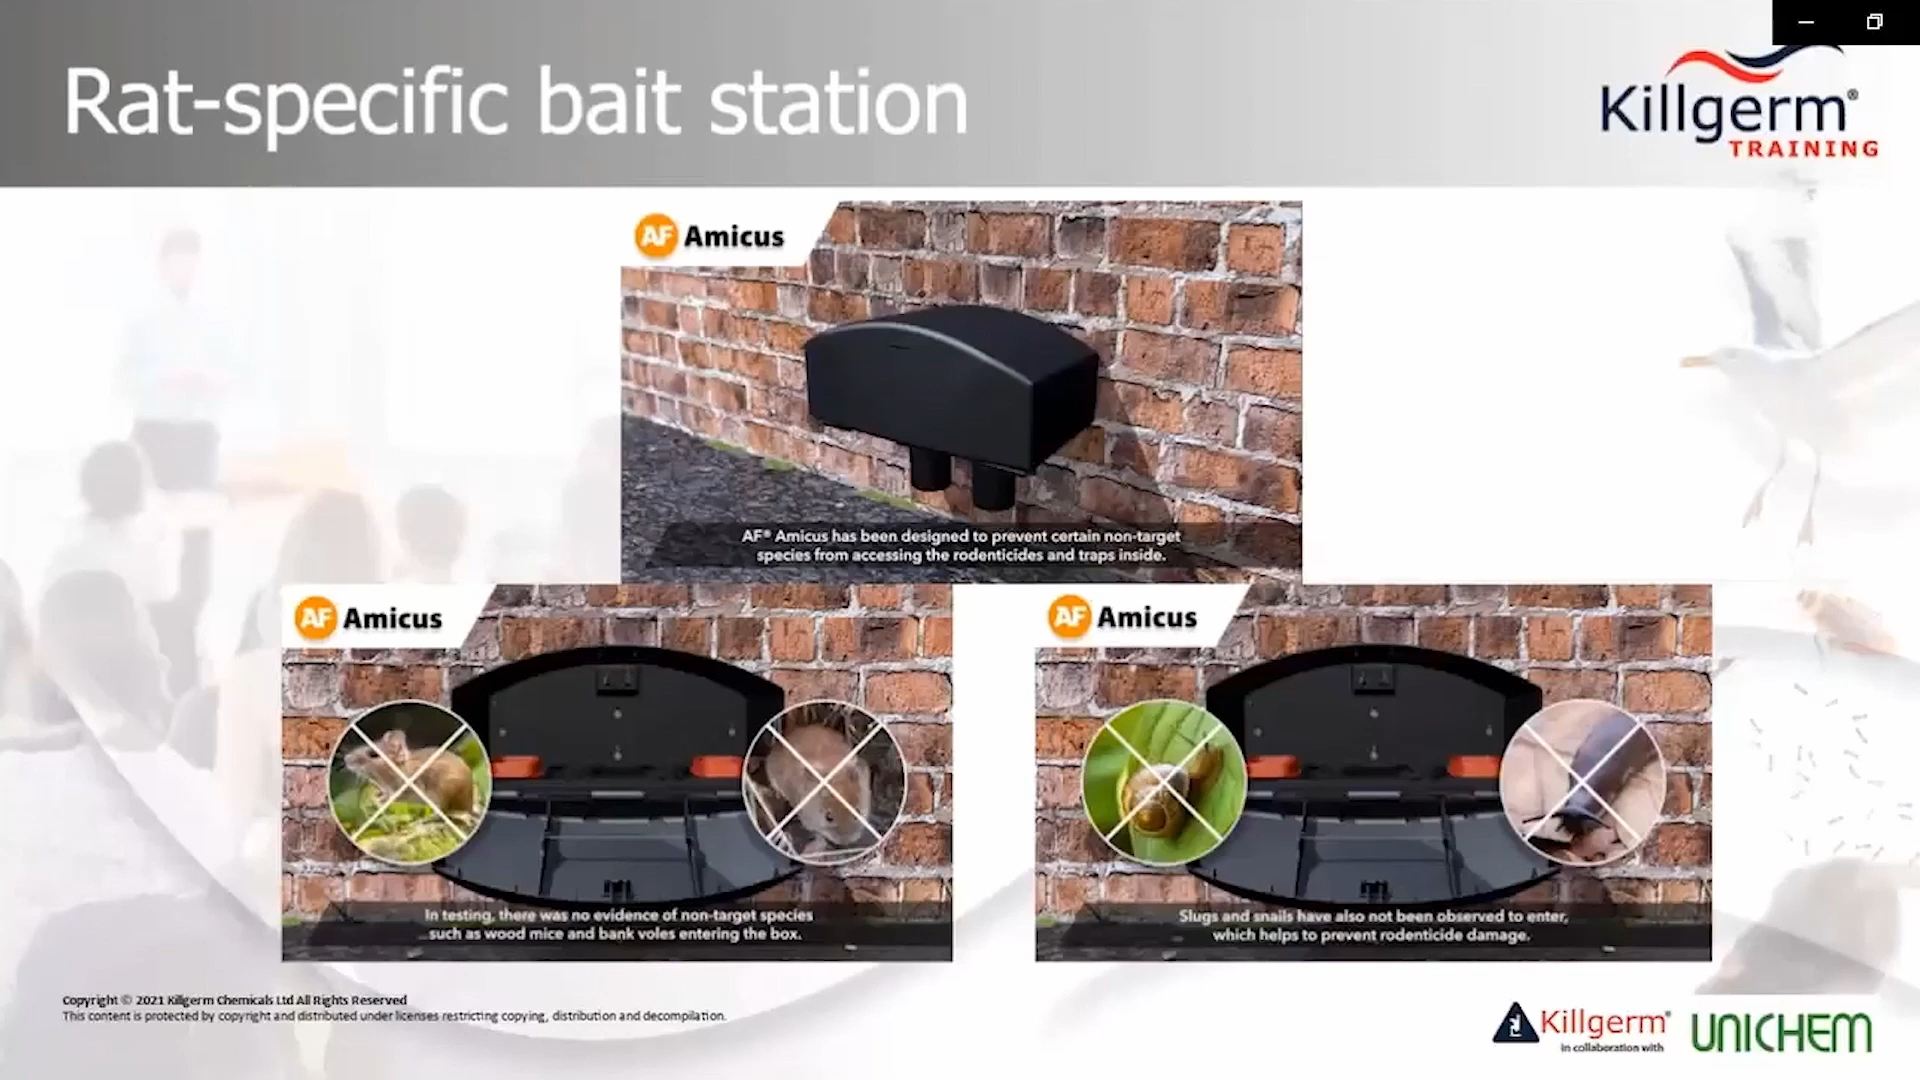 Rat-specific bait station
Killgerm®
TRAINING
AF Amicus
AF® Amicus has been designed to prevent certain non-target
species from accessing the rodenticides and traps inside.
AF Amicus
In testing, there was no evidence of non-target species
such as wood mice and bank voles entering the box.
AF Amicus
Slugs and snails have also not been observed to enter,
which helps to prevent rodenticide damage.
Copyright © 2021 Killgerm Chemicals Ltd All Rights Reserved
This content is protected by copyright and distributed under licenses restricting copying, distribution and decompilation.
Killgerm®
in collaboration with
UNICHEM